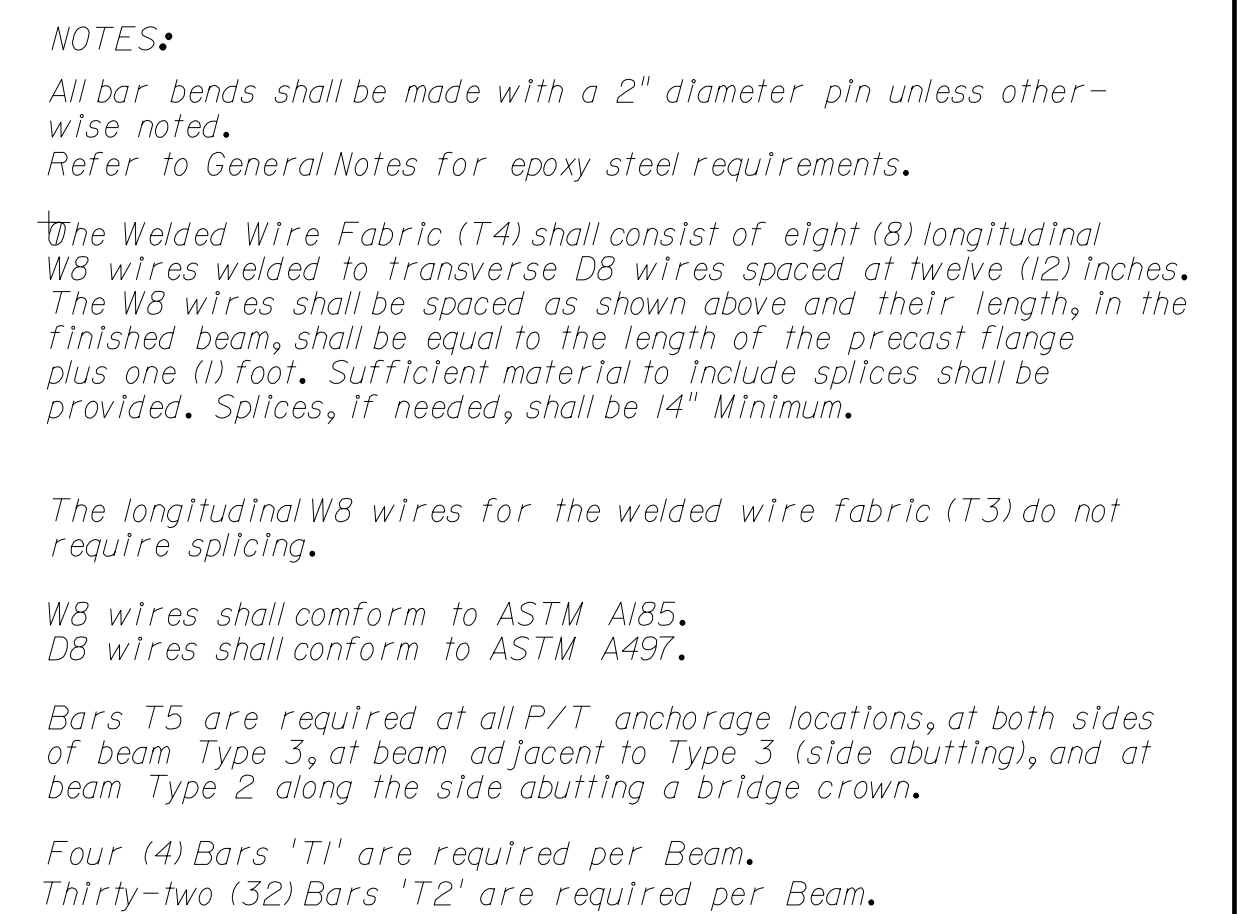 NOTES:
All bar bends shall be made with a 2" diameter pin unless other-
wise noted.
Refer to General Notes for epoxy steel requirements.
The Welded Wire Fabric (T4) shall consist of eight (8) longitudinal
W8 wires welded to transverse D8 wires spaced at twelve (12) inches.
The W8 wires shall be spaced as shown above and their length, in the
finished beam, shall be equal to the length of the precast flange
plus one (1) foot. Sufficient material to include splices shall be
provided. Splices, if needed, shall be 14" Minimum.
The longitudinal W8 wires for the welded wire fabric (T3) do not
require splicing.
W8 wires shall comform to ASTM A185.
D8 wires shall conform to ASTM A497.
Bars T5 are required at all P/T anchorage locations, at both sides
of beam Type 3, at beam adjacent to Type 3 (side abutting), and at
beam Type 2 along the side abutting a bridge crown.
Four (4) Bars 'T1' are required per Beam.
Thirty-two (32) Bars 'T2' are required per Beam.